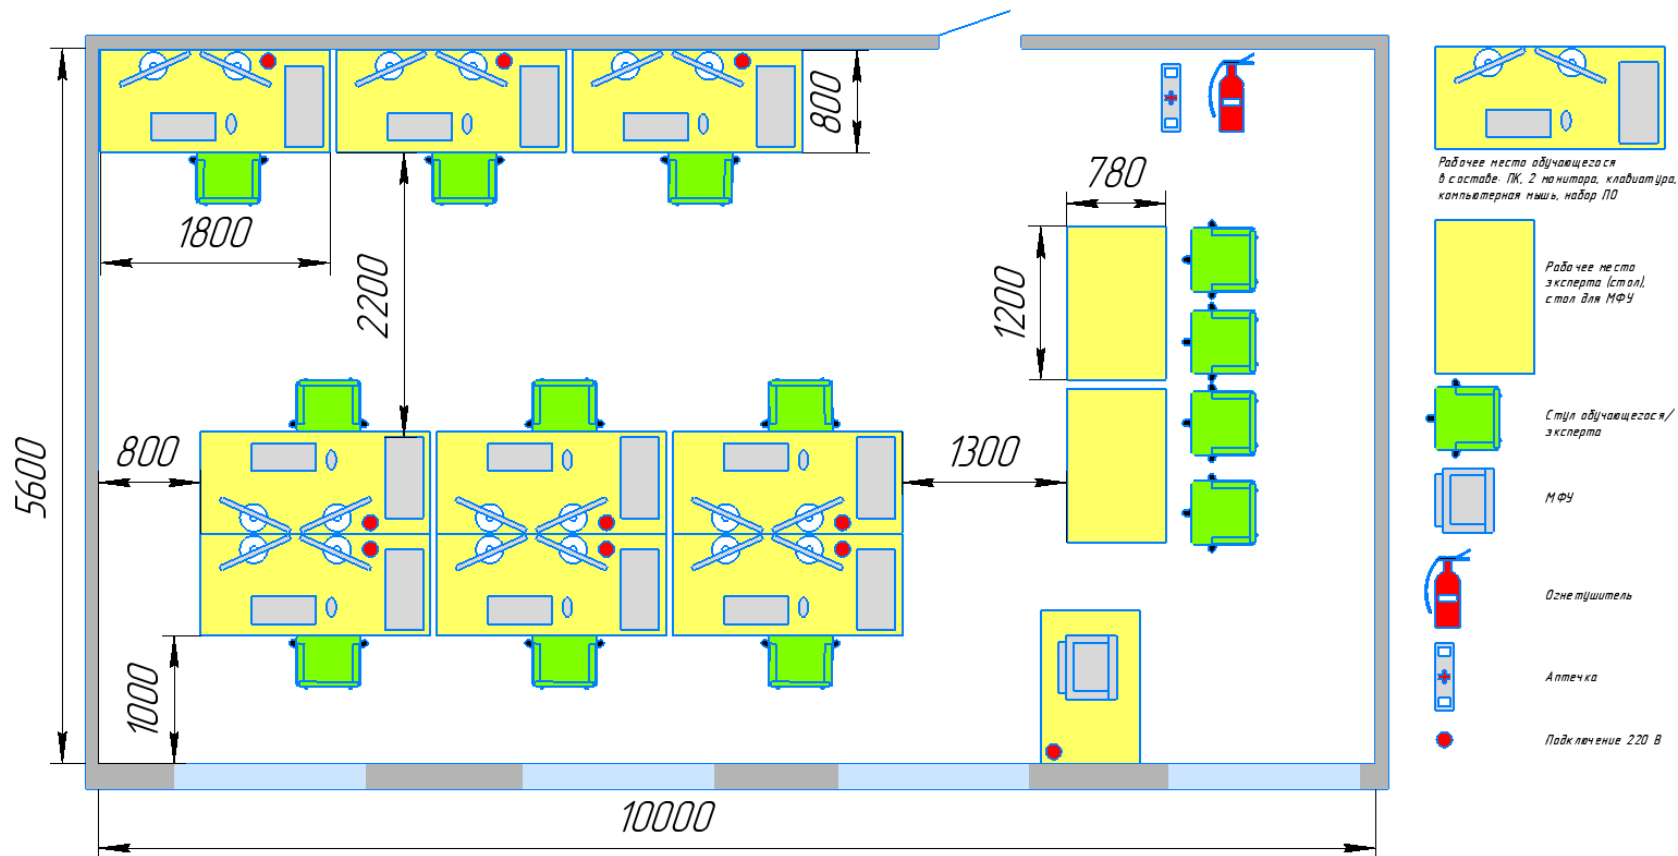 800
780
1800
2200
1200
5600
800
1300
1000
10000
Рабочее место обучающегося
в составе: ПК, 2 монитора, клавиатура,
компьютерная мышь, набор ПО
Рабочее место
эксперта (стол),
стол для МФУ
Стул обучающегося/
эксперта
МФУ
Огнетушитель
Аптечка
Подключение 220 В